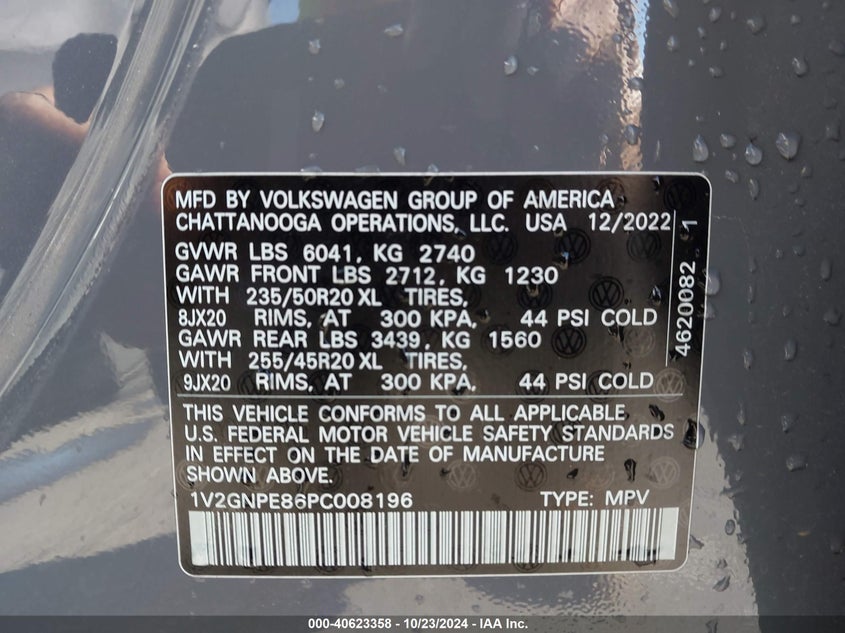 MFD BY VOLKSWAGEN GROUP OF AMERICA
CHATTANOOGA OPERATIONS, LLC. USA 12/2022
GVWR LBS 6041, KG 2740
GAWR FRONT LBS 2712, KG 1230
WITH 235/50R20 XL TIRES,
8JX20 RIMS, AT 300 KPA, 44 PSI COLD
GAWR REAR LBS 3439, KG 1560
WITH 255/45R20 XL TIRES,
9JX20 RIMS, AT 300 KPA, 44 PSI COLD
4620082 1
THIS VEHICLE CONFORMS TO ALL APPLICABLE
U.S. FEDERAL MOTOR VEHICLE SAFETY STANDARDS
IN EFFECT ON THE DATE OF MANUFACTURE
SHOWN ABOVE.
1V2GNPE86PC008196 TYPE: MPV
000-40623358 - 10/23/2024 - IAA Inc.